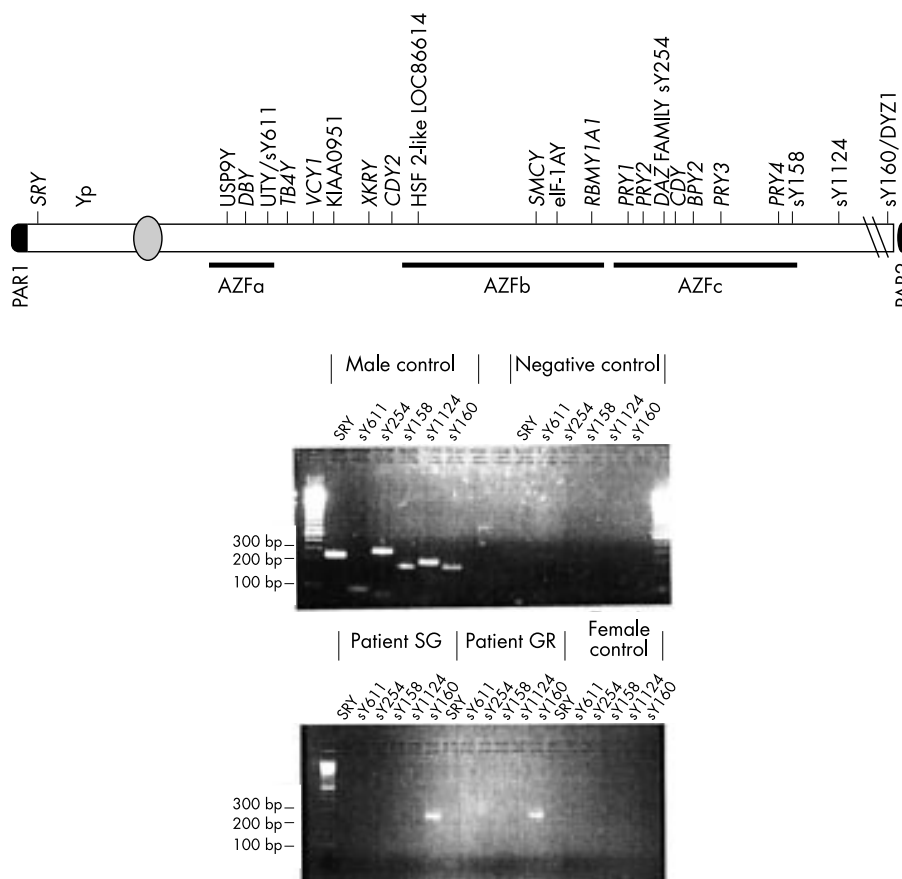 SRY
Yp
USP9Y
DBY
UTY/sY611
TB4Y
VCY1
KIAA0951
XKRY
CDY2
HSF 2-like LOC86614
SMCY
eIF-1AY
RBMY1A1
PRY1
PRY2
DAZ FAMILY sY254
CDY
BPY2
PRY3
PRY4
sY158
sY1124
sY160/DYZ1
PAR1
AZFa
AZFb
AZFc
PAR2
Male control
Negative control
SRY sY611 sY254 sY158 sY1124 sY160
SRY sY611 sY254 sY158 sY1124 sY160
300 bp
200 bp
100 bp
Patient SG
Patient GR
Female
control
SRY sY611 sY254 sY158 sY1124 sY160
SRY sY611 sY254 sY158 sY1124 sY160
SRY sY611 sY254 sY158 sY1124 sY160
300 bp
200 bp
100 bp